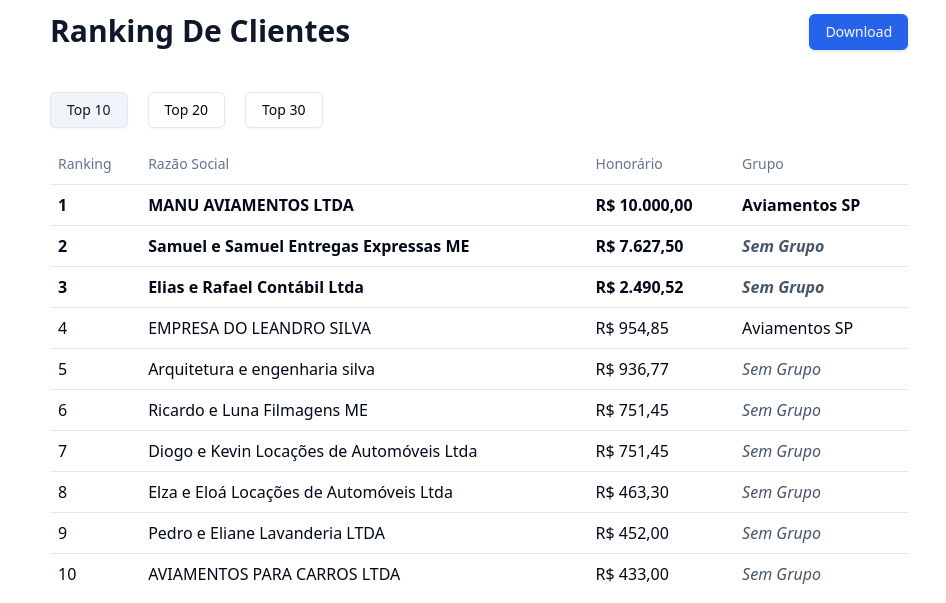 Ranking De Clientes
Download
Top 10 Top 20 Top 30
Ranking Razão Social Honorário Grupo
1 MANU AVIAMENTOS LTDA R$ 10.000,00 Aviamentos SP
2 Samuel e Samuel Entregas Expressas ME R$ 7.627,50 Sem Grupo
3 Elias e Rafael Contábil Ltda R$ 2.490,52 Sem Grupo
4 EMPRESA DO LEANDRO SILVA R$ 954,85 Aviamentos SP
5 Arquitetura e engenharia silva R$ 936,77 Sem Grupo
6 Ricardo e Luna Filmagens ME R$ 751,45 Sem Grupo
7 Diogo e Kevin Locações de Automóveis Ltda R$ 751,45 Sem Grupo
8 Elza e Eloá Locações de Automóveis Ltda R$ 463,30 Sem Grupo
9 Pedro e Eliane Lavanderia LTDA R$ 452,00 Sem Grupo
10 AVIAMENTOS PARA CARROS LTDA R$ 433,00 Sem Grupo